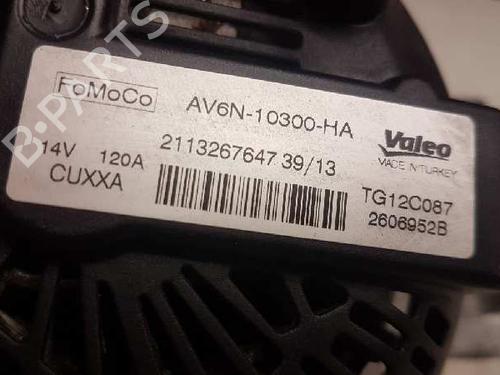 FoMoCo
AV6N-10300-HA
Valeo
MADE IN TURKEY
14V 120A
2113267647 39/13
CUXXA
TG12C087
2606952B
B-PARTS